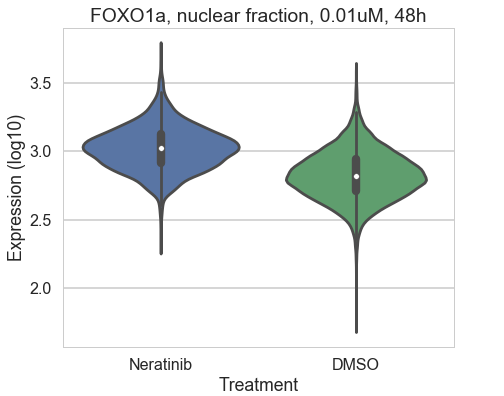 FOXO1a, nuclear fraction, 0.01uM, 48h
Expression (log10)
3.5
3.0
2.5
2.0
Neratinib DMSO
Treatment